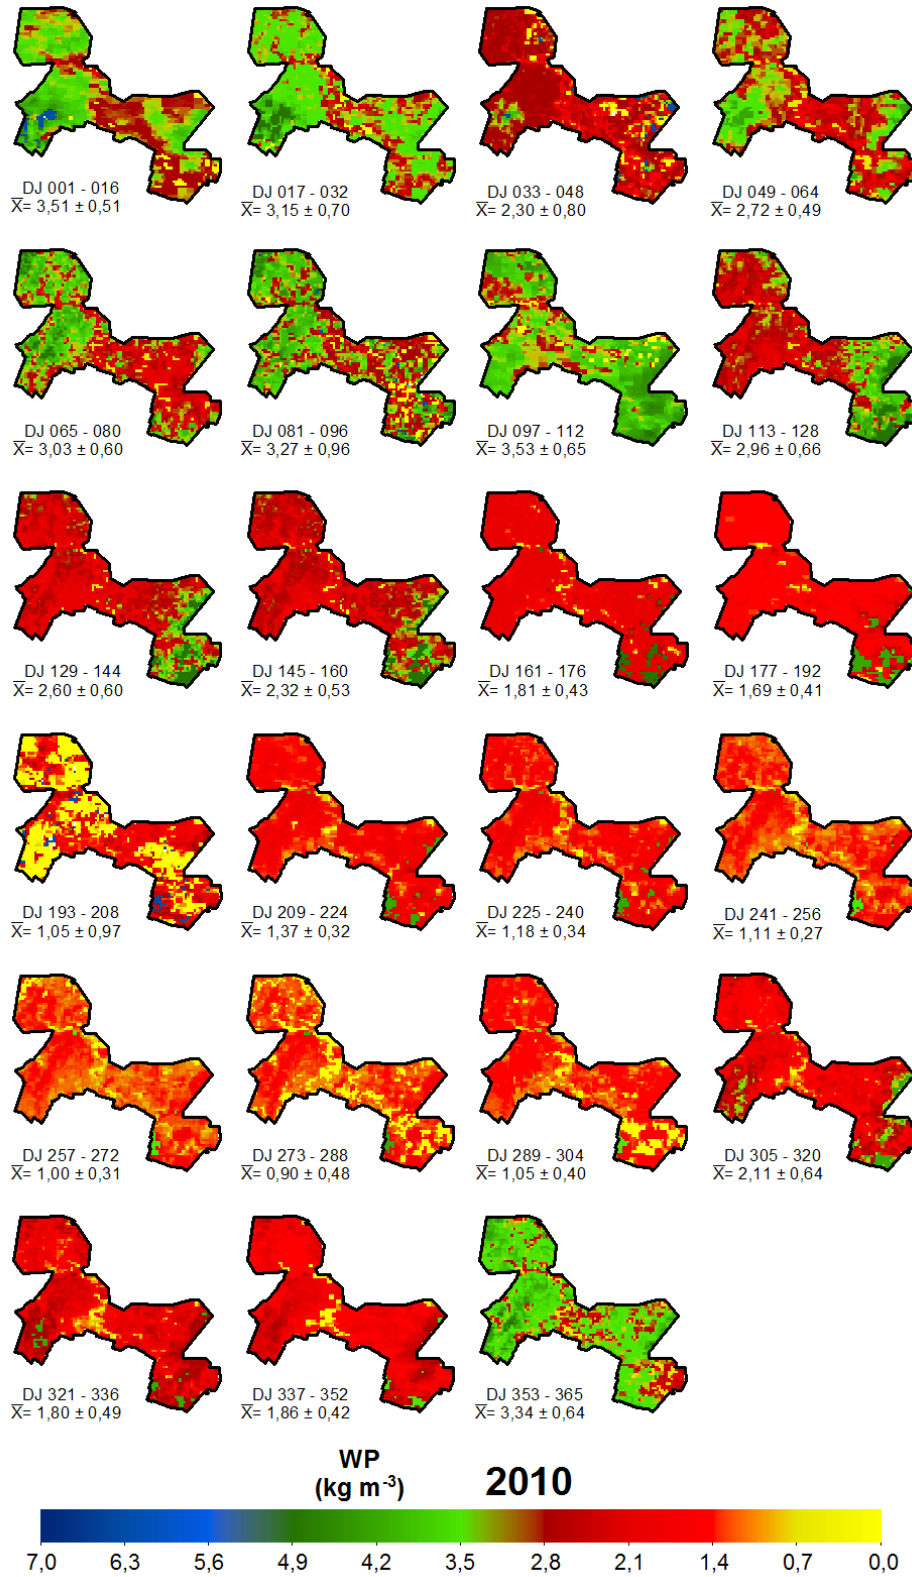 DJ 001 - 016
X̅= 3,51 ± 0,51
DJ 017 - 032
X̅= 3,15 ± 0,70
DJ 033 - 048
X̅= 2,30 ± 0,80
DJ 049 - 064
X̅= 2,72 ± 0,49
DJ 065 - 080
X̅= 3,03 ± 0,60
DJ 081 - 096
X̅= 3,27 ± 0,96
DJ 097 - 112
X̅= 3,53 ± 0,65
DJ 113 - 128
X̅= 2,96 ± 0,66
DJ 129 - 144
X̅= 2,60 ± 0,60
DJ 145 - 160
X̅= 2,32 ± 0,53
DJ 161 - 176
X̅= 1,81 ± 0,43
DJ 177 - 192
X̅= 1,69 ± 0,41
DJ 193 - 208
X̅= 1,05 ± 0,97
DJ 209 - 224
X̅= 1,37 ± 0,32
DJ 225 - 240
X̅= 1,18 ± 0,34
DJ 241 - 256
X̅= 1,11 ± 0,27
DJ 257 - 272
X̅= 1,00 ± 0,31
DJ 273 - 288
X̅= 0,90 ± 0,48
DJ 289 - 304
X̅= 1,05 ± 0,40
DJ 305 - 320
X̅= 2,11 ± 0,64
DJ 321 - 336
X̅= 1,80 ± 0,49
DJ 337 - 352
X̅= 1,86 ± 0,42
DJ 353 - 365
X̅= 3,34 ± 0,64
WP
(kg m⁻³)
2010
7,0 6,3 5,6 4,9 4,2 3,5 2,8 2,1 1,4 0,7 0,0